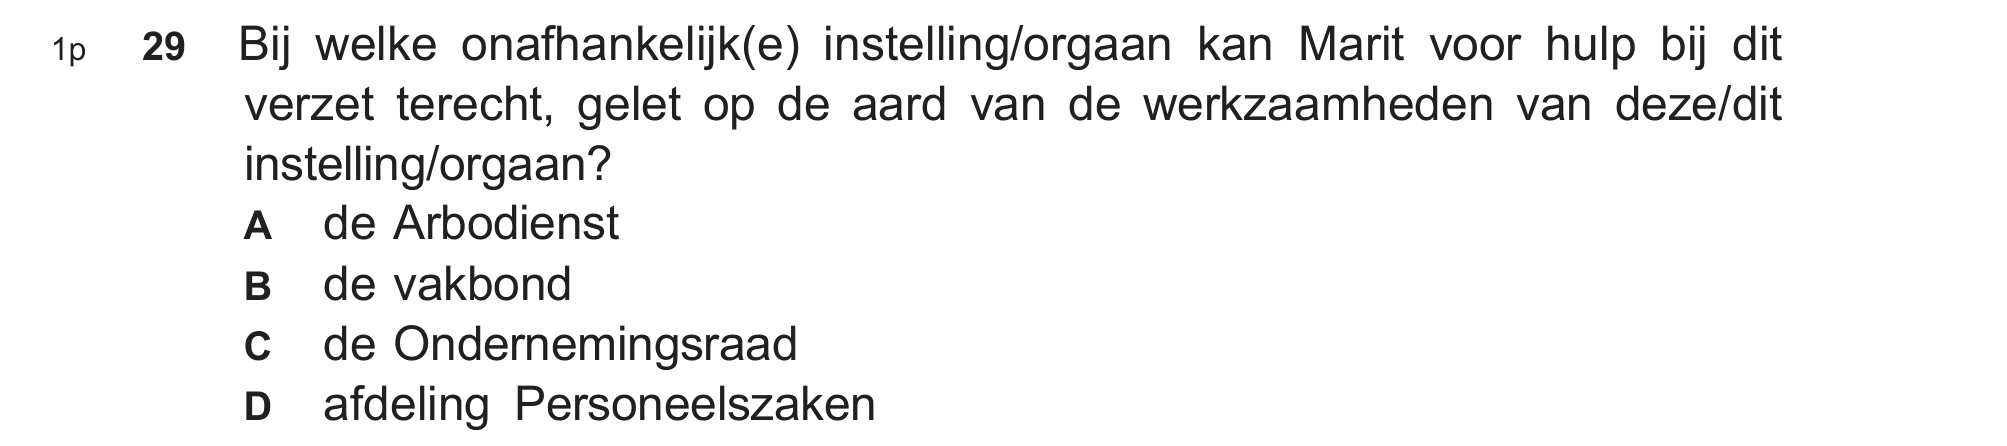 1p 29 Bij welke onafhankelijk(e) instelling/orgaan kan Marit voor hulp bij dit
verzet terecht, gelet op de aard van de werkzaamheden van deze/dit
instelling/orgaan?
A de Arbodienst
B de vakbond
C de Ondernemingsraad
D afdeling Personeelszaken